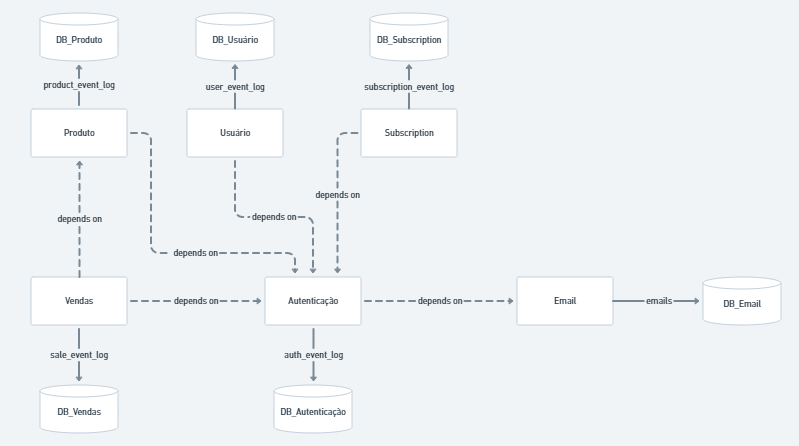 DB_Produto
DB_Usuário
DB_Subscription
product_event_log
user_event_log
subscription_event_log
Produto
Usuário
Subscription
depends on
depends on
depends on
depends on
Vendas
depends on
Autenticação
depends on
Email
emails
DB_Email
sale_event_log
auth_event_log
DB_Vendas
DB_Autenticação